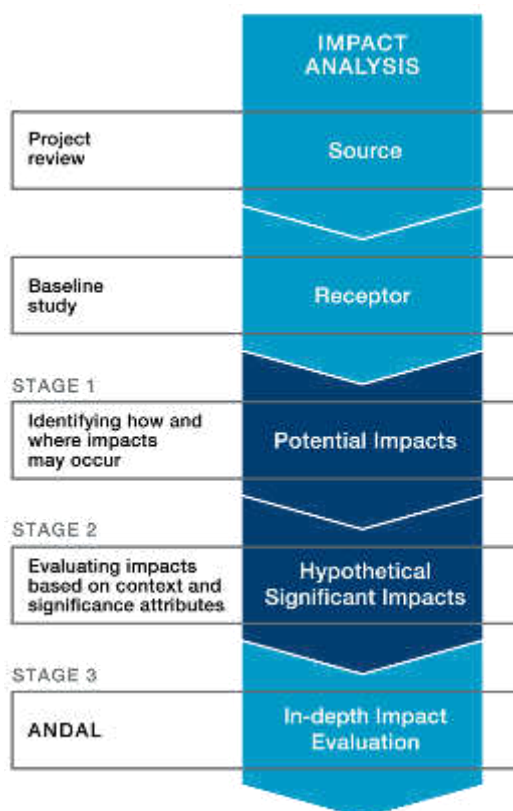 IMPACT
ANALYSIS
Project
review
Source
Baseline
study
Receptor
STAGE 1
Identifying how and
where impacts
may occur
Potential Impacts
STAGE 2
Evaluating impacts
based on context and
significance attributes
Hypothetical
Significant Impacts
STAGE 3
ANDAL
In-depth Impact
Evaluation